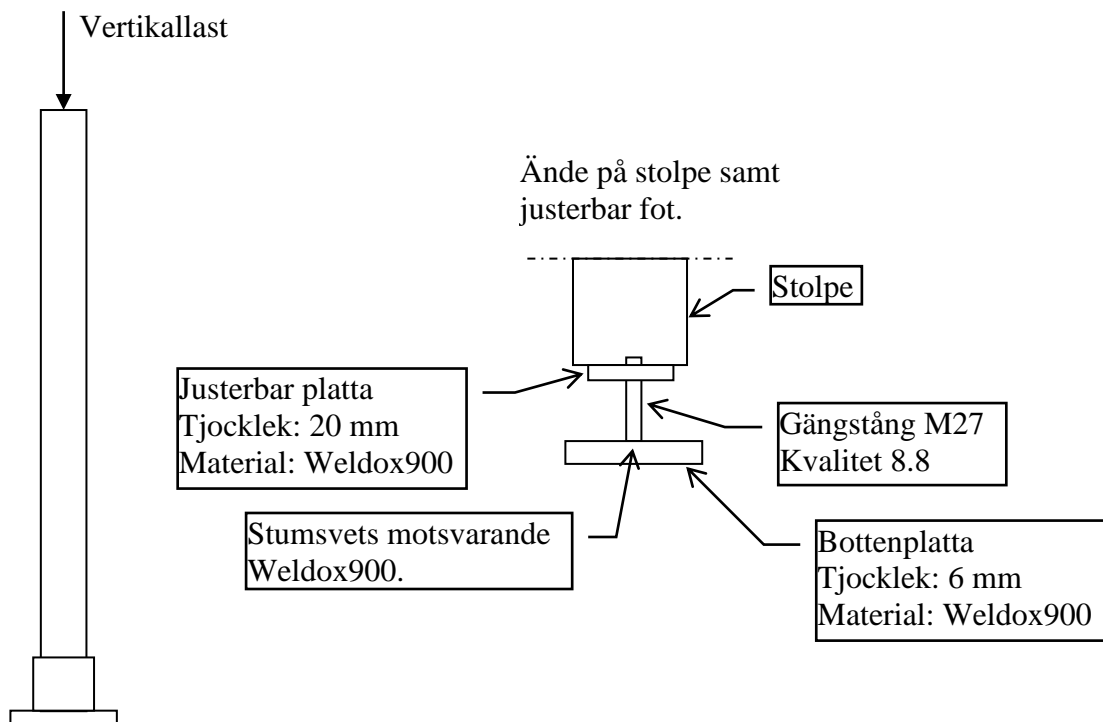 Vertikallast
Ände på stolpe samt
justerbar fot.
Stolpe
Justerbar platta
Tjocklek: 20 mm
Material: Weldox900
Gängstång M27
Kvalitet 8.8
Stumsvets motsvarande
Weldox900.
Bottenplatta
Tjocklek: 6 mm
Material: Weldox900